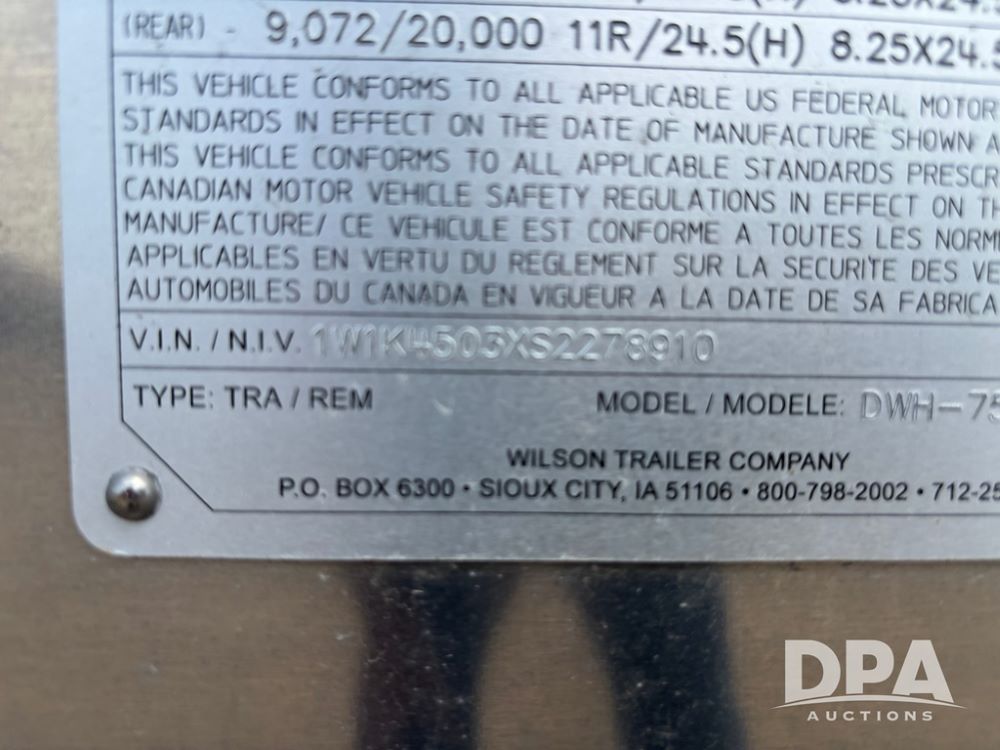 (REAR) - 9,072/20,000 11R/24.5(H) 8.25X24.5
THIS VEHICLE CONFORMS TO ALL APPLICABLE US FEDERAL MOTOR
STANDARDS IN EFFECT ON THE DATE OF MANUFACTURE SHOWN A
THIS VEHICLE CONFORMS TO ALL APPLICABLE STANDARDS PRESCR
CANADIAN MOTOR VEHICLE SAFETY REGULATIONS IN EFFECT ON TH
MANUFACTURE/ CE VEHICULE EST CONFORME A TOUTES LES NORME
APPLICABLES EN VERTU DU REGLEMENT SUR LA SECURITE DES VE
AUTOMOBILES DU CANADA EN VIGUEUR A LA DATE DE SA FABRICA
V.I.N. / N.I.V. 1W1K4503XS2278910
TYPE: TRA / REM MODEL / MODELE: DWH-75
WILSON TRAILER COMPANY
P.O. BOX 6300 • SIOUX CITY, IA 51106 • 800-798-2002 • 712-25
DPA
AUCTIONS